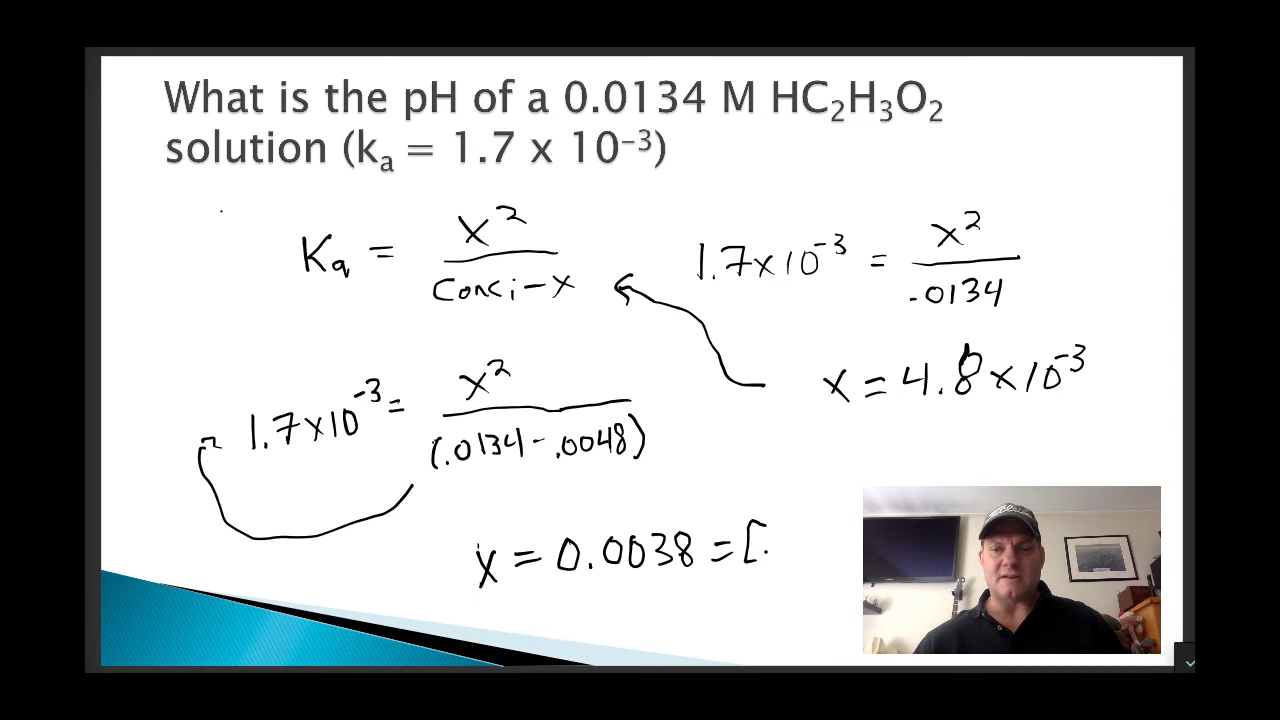 What is the pH of a 0.0134 M HC₂H₃O₂
solution (kₐ = 1.7 x 10⁻³)
Kₐ = x² / (conc i - x)
1.7x10⁻³ = x² / .0134
x = 4.8x10⁻³
1.7x10⁻³ = x² / (.0134 - .0048)
x = 0.0038 = [